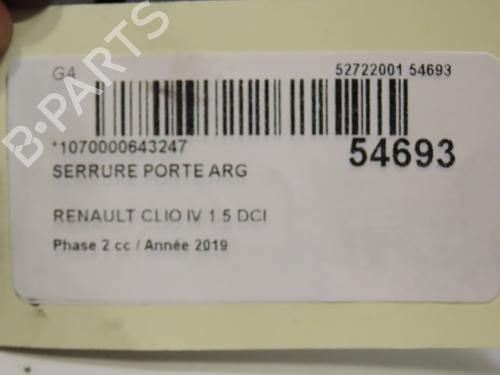 G4
52722001 54693
*1070000643247
54693
SERRURE PORTE ARG
RENAULT CLIO IV 1.5 DCI
Phase 2 cc / Année 2019
B-PARTS